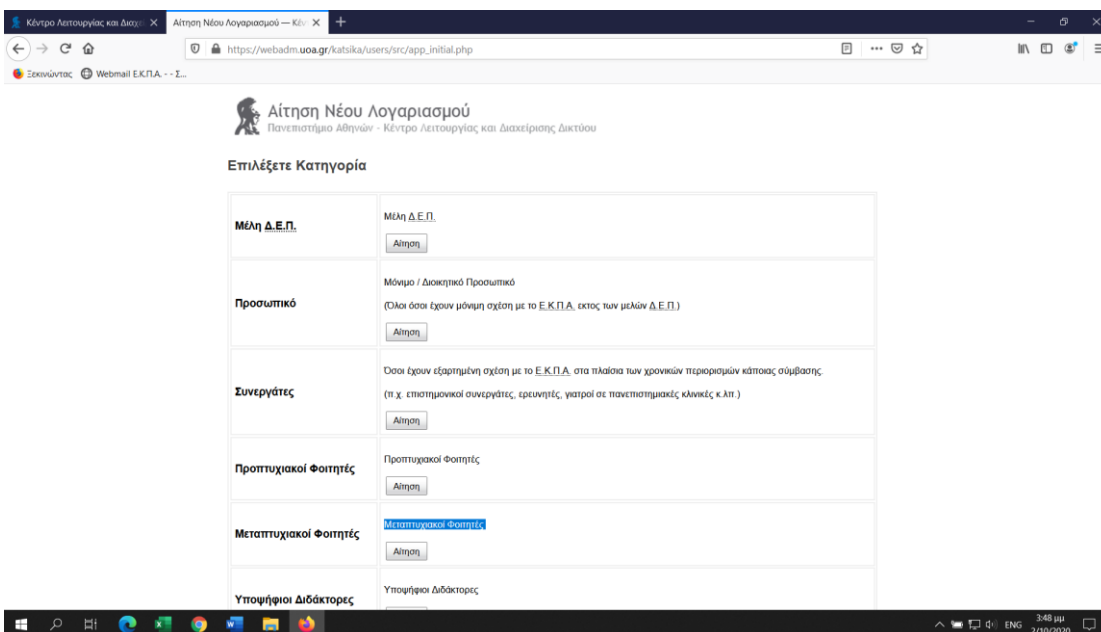 Κέντρο Λειτουργίας και Διαχε
Αίτηση Νέου Λογαριασμού — Κέν
https://webadm.uoa.gr/katsika/users/src/app_initial.php
Ξεκινώντας Webmail Ε.Κ.Π.Α. - - Σ...
Αίτηση Νέου Λογαριασμού
Πανεπιστήμιο Αθηνών - Κέντρο Λειτουργίας και Διαχείρισης Δικτύου
Επιλέξετε Κατηγορία
Μέλη Δ.Ε.Π.
Μέλη Δ.Ε.Π.
Αίτηση
Προσωπικό
Μόνιμο / Διοικητικό Προσωπικό
(Όλοι όσοι έχουν μόνιμη σχέση με το Ε.Κ.Π.Α. εκτος των μελών Δ.Ε.Π.)
Αίτηση
Συνεργάτες
Όσοι έχουν εξαρτημένη σχέση με το Ε.Κ.Π.Α. στα πλαίσια των χρονικών περιορισμών κάποιας σύμβασης.
(π.χ. επιστημονικοί συνεργάτες, ερευνητές, γιατροί σε πανεπιστημιακές κλινικές κ.λπ.)
Αίτηση
Προπτυχιακοί Φοιτητές
Προπτυχιακοί Φοιτητές
Αίτηση
Μεταπτυχιακοί Φοιτητές
Μεταπτυχιακοί Φοιτητές
Αίτηση
Υποψήφιοι Διδάκτορες
Υποψήφιοι Διδάκτορες
ENG
3:48 μμ
2/10/2020